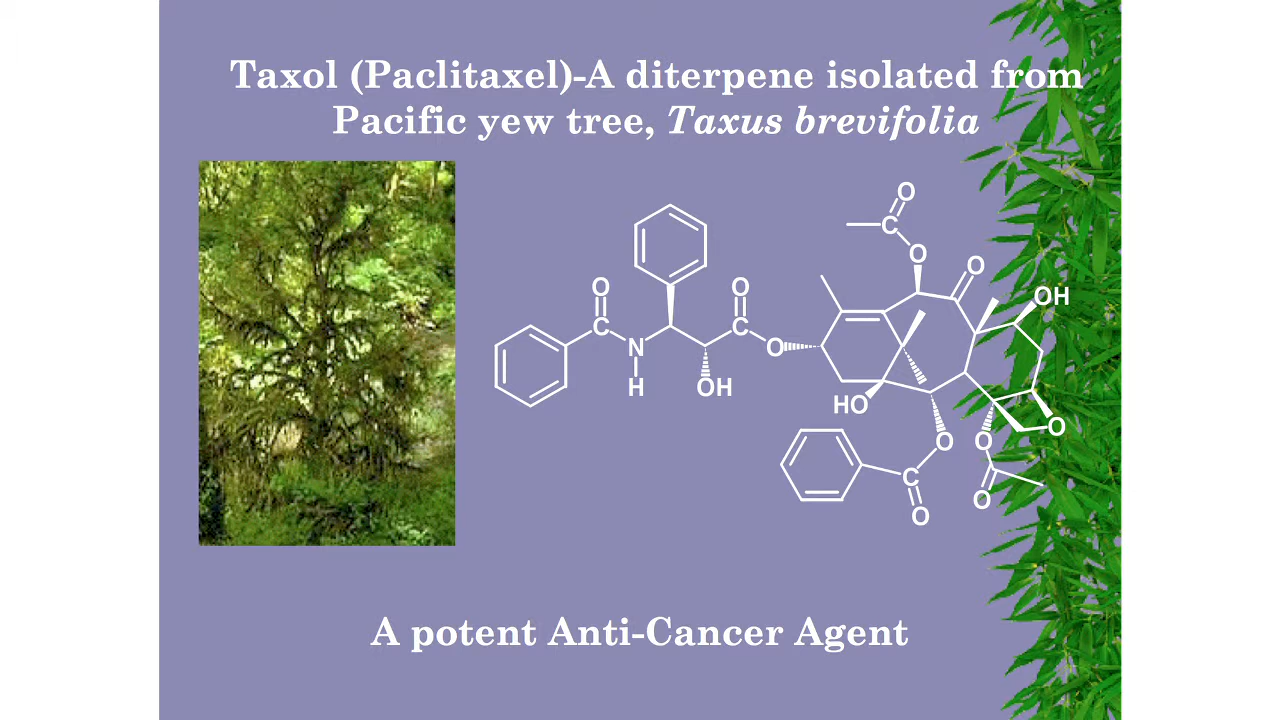 Taxol (Paclitaxel)-A diterpene isolated from
Pacific yew tree, Taxus brevifolia
O
C
O
O
OH
O
C
N
H
OH
O
C
O
HO
O
C
O
O
O
O
A potent Anti-Cancer Agent